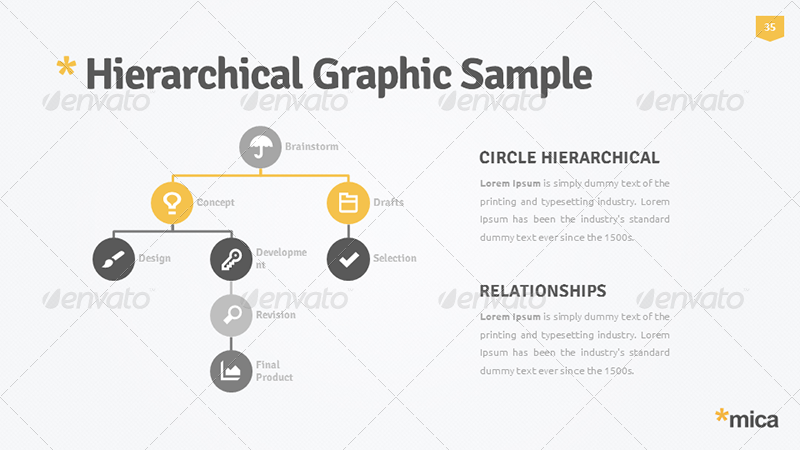 35
* Hierarchical Graphic Sample
envato envato envato envato
Brainstorm
Concept
Drafts
Design
Developme
nt
Selection
Revision
Final
Product
CIRCLE HIERARCHICAL
Lorem Ipsum is simply dummy text of the
printing and typesetting industry. Lorem
Ipsum has been the industry's standard
dummy text ever since the 1500s.
envato envato envato envato
RELATIONSHIPS
Lorem Ipsum is simply dummy text of the
printing and typesetting industry. Lorem
Ipsum has been the industry's standard
dummy text ever since the 1500s.
*mica